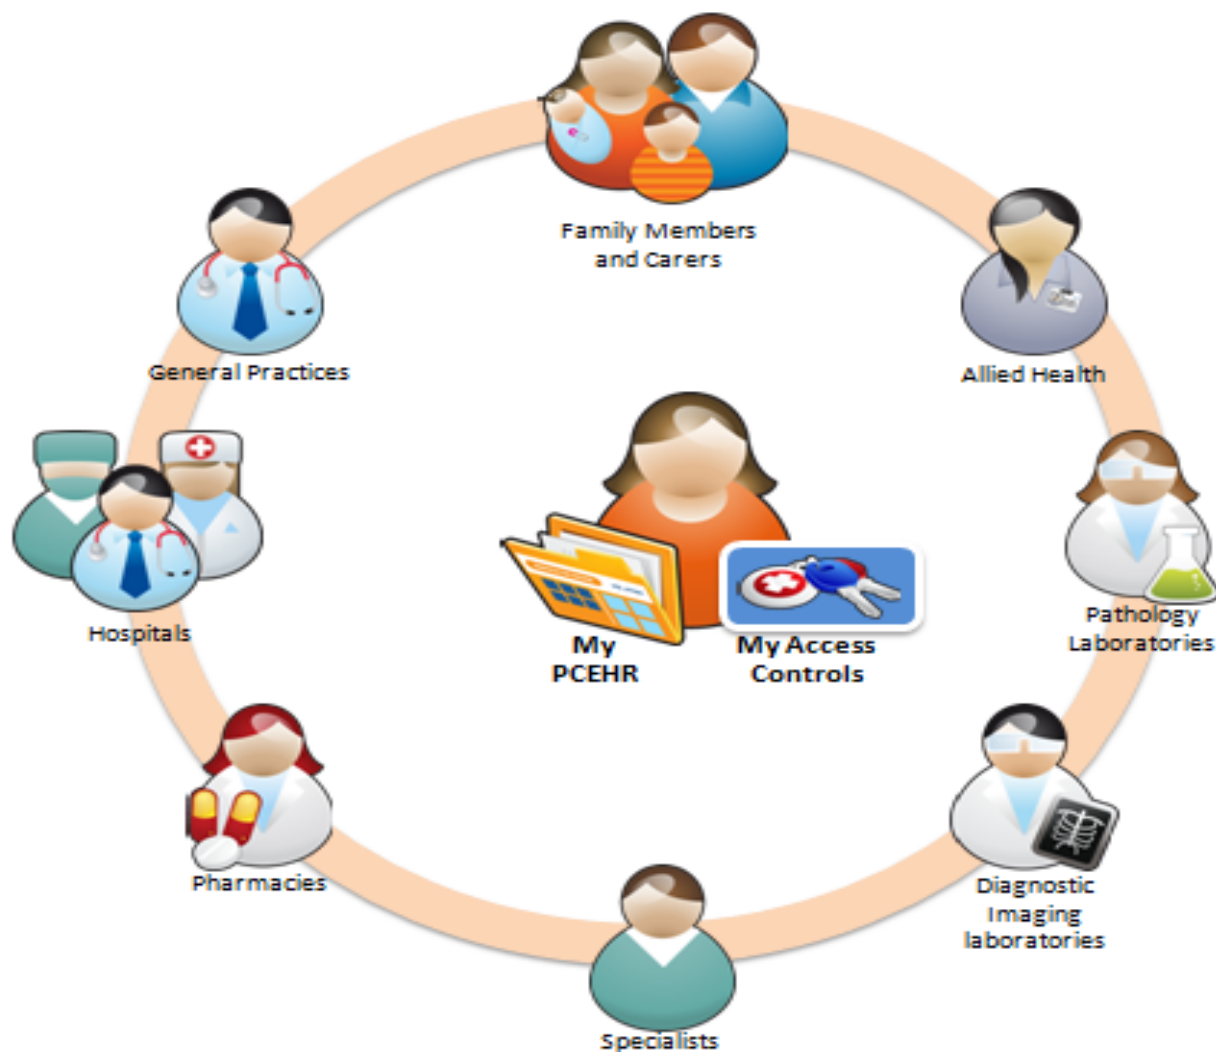 Family Members
and Carers
General Practices
Allied Health
Hospitals
My
PCEHR
My Access
Controls
Pathology
Laboratories
Pharmacies
Diagnostic
Imaging
laboratories
Specialists